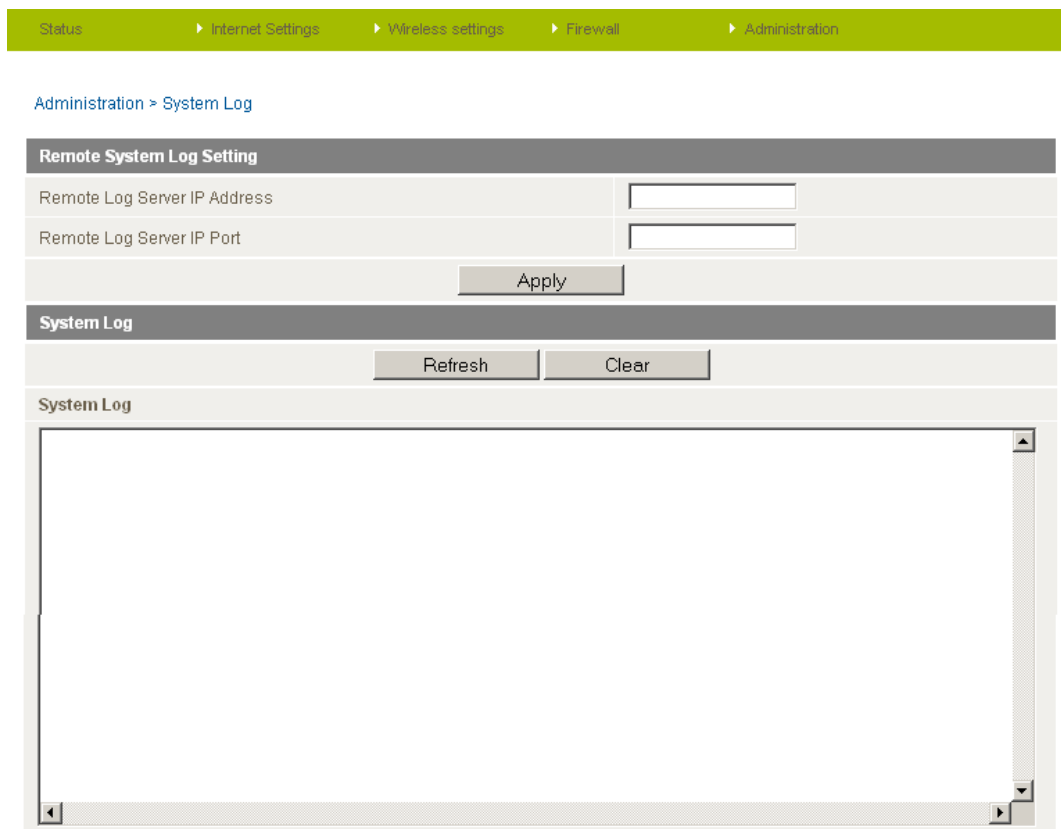 Status Internet Settings Wireless settings Firewall Administration
Administration > System Log
Remote System Log Setting
Remote Log Server IP Address
Remote Log Server IP Port
Apply
System Log
Refresh Clear
System Log